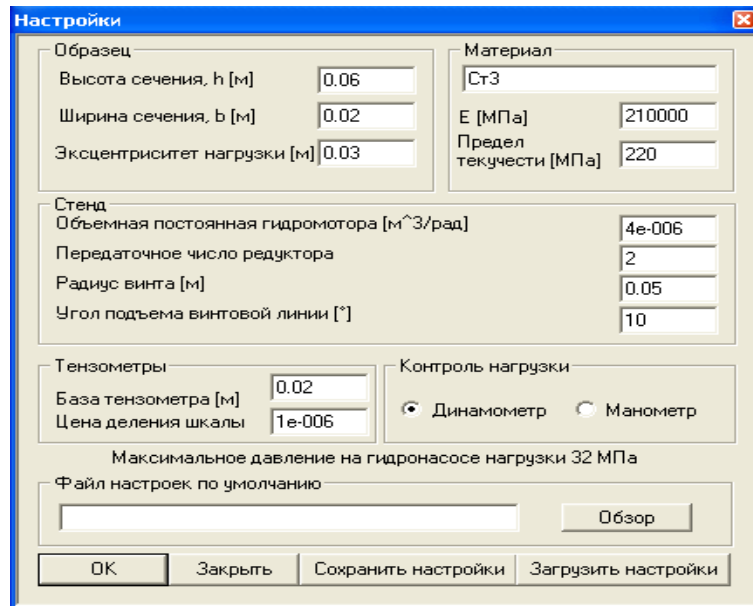 Настройки
Образец
Высота сечения, h [м] 0.06
Ширина сечения, b [м] 0.02
Эксцентриситет нагрузки [м] 0.03
Материал
Ст3
E [МПа] 210000
Предел
текучести [МПа] 220
Стенд
Объемная постоянная гидромотора [м^3/рад] 4e-006
Передаточное число редуктора 2
Радиус винта [м] 0.05
Угол подъема винтовой линии [°] 10
Тензометры
База тензометра [м] 0.02
Цена деления шкалы 1e-006
Контроль нагрузки
Динамометр Манометр
Максимальное давление на гидронасосе нагрузки 32 МПа
Файл настроек по умолчанию
Обзор
OK Закрыть Сохранить настройки Загрузить настройки